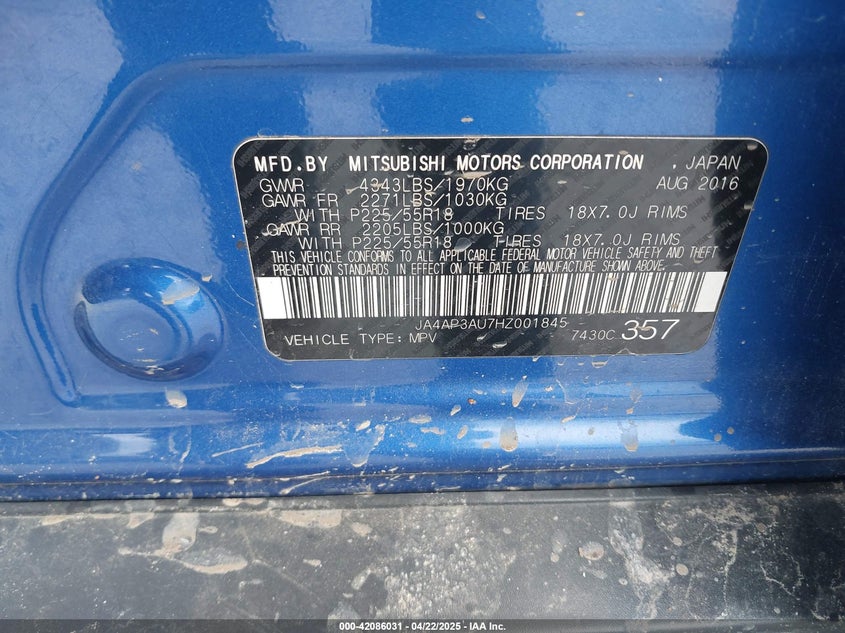 MFD.BY MITSUBISHI MOTORS CORPORATION , JAPAN
GVWR 4343LBS/1970KG AUG 2016
GAWR FR 2271LBS/1030KG
WITH P225/55R18 TIRES 18X7.0J RIMS
GAWR RR 2205LBS/1000KG
WITH P225/55R18 TIRES 18X7.0J RIMS
THIS VEHICLE CONFORMS TO ALL APPLICABLE FEDERAL MOTOR VEHICLE SAFETY AND THEFT
PREVENTION STANDARDS IN EFFECT ON THE DATE OF MANUFACTURE SHOWN ABOVE.
JA4AP3AU7HZ001845
VEHICLE TYPE: MPV 7430C 357
000-42086031 - 04/22/2025 - IAA Inc.